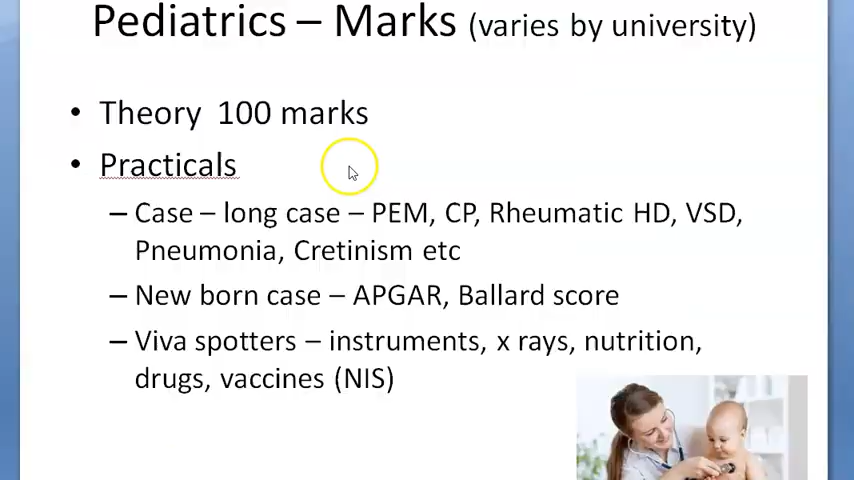 Pediatrics – Marks (varies by university)
• Theory 100 marks
• Practicals
– Case – long case – PEM, CP, Rheumatic HD, VSD,
Pneumonia, Cretinism etc
– New born case – APGAR, Ballard score
– Viva spotters – instruments, x rays, nutrition,
drugs, vaccines (NIS)